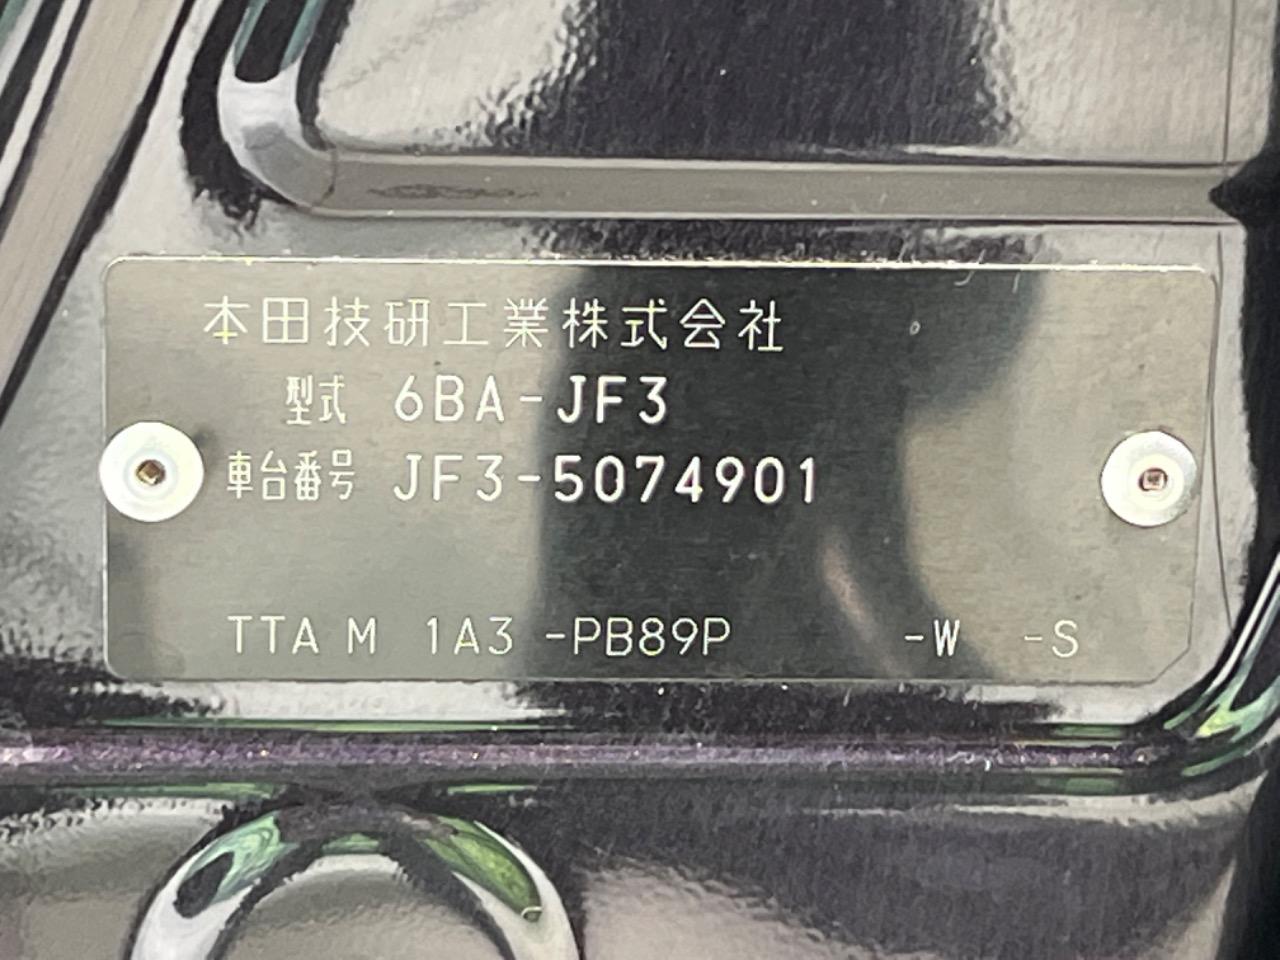 本田技研工業株式会社
型式 6BA-JF3
車台番号 JF3-5074901
TTA M 1A3 -PB89P -W -S